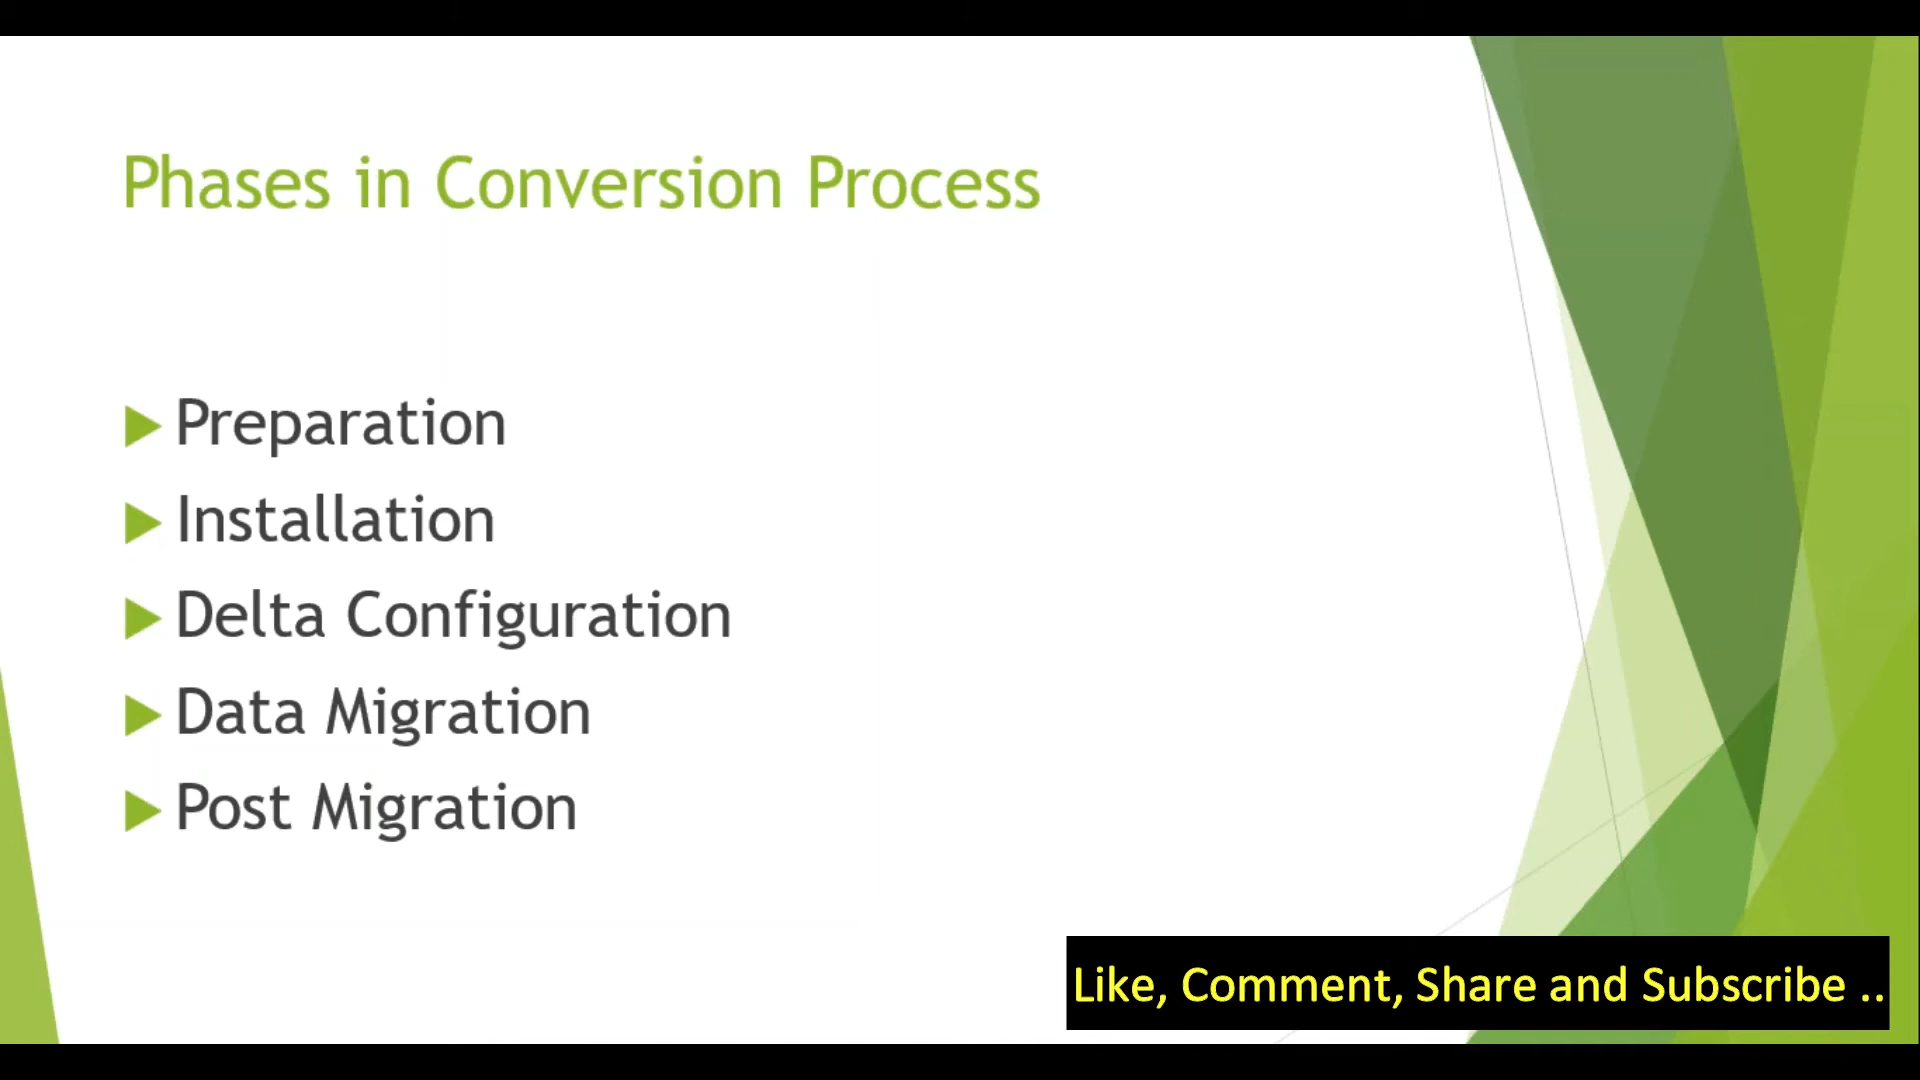 Phases in Conversion Process
Preparation
Installation
Delta Configuration
Data Migration
Post Migration
Like, Comment, Share and Subscribe ..